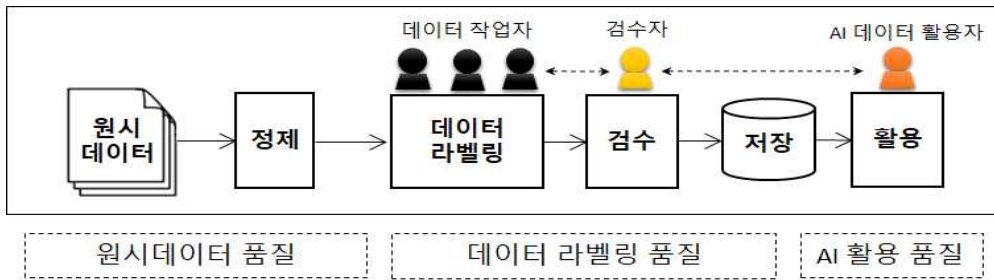 데이터 작업자
검수자
AI 데이터 활용자
원시
데이터
정제
데이터
라벨링
검수
저장
활용
원시데이터 품질
데이터 라벨링 품질
AI 활용 품질